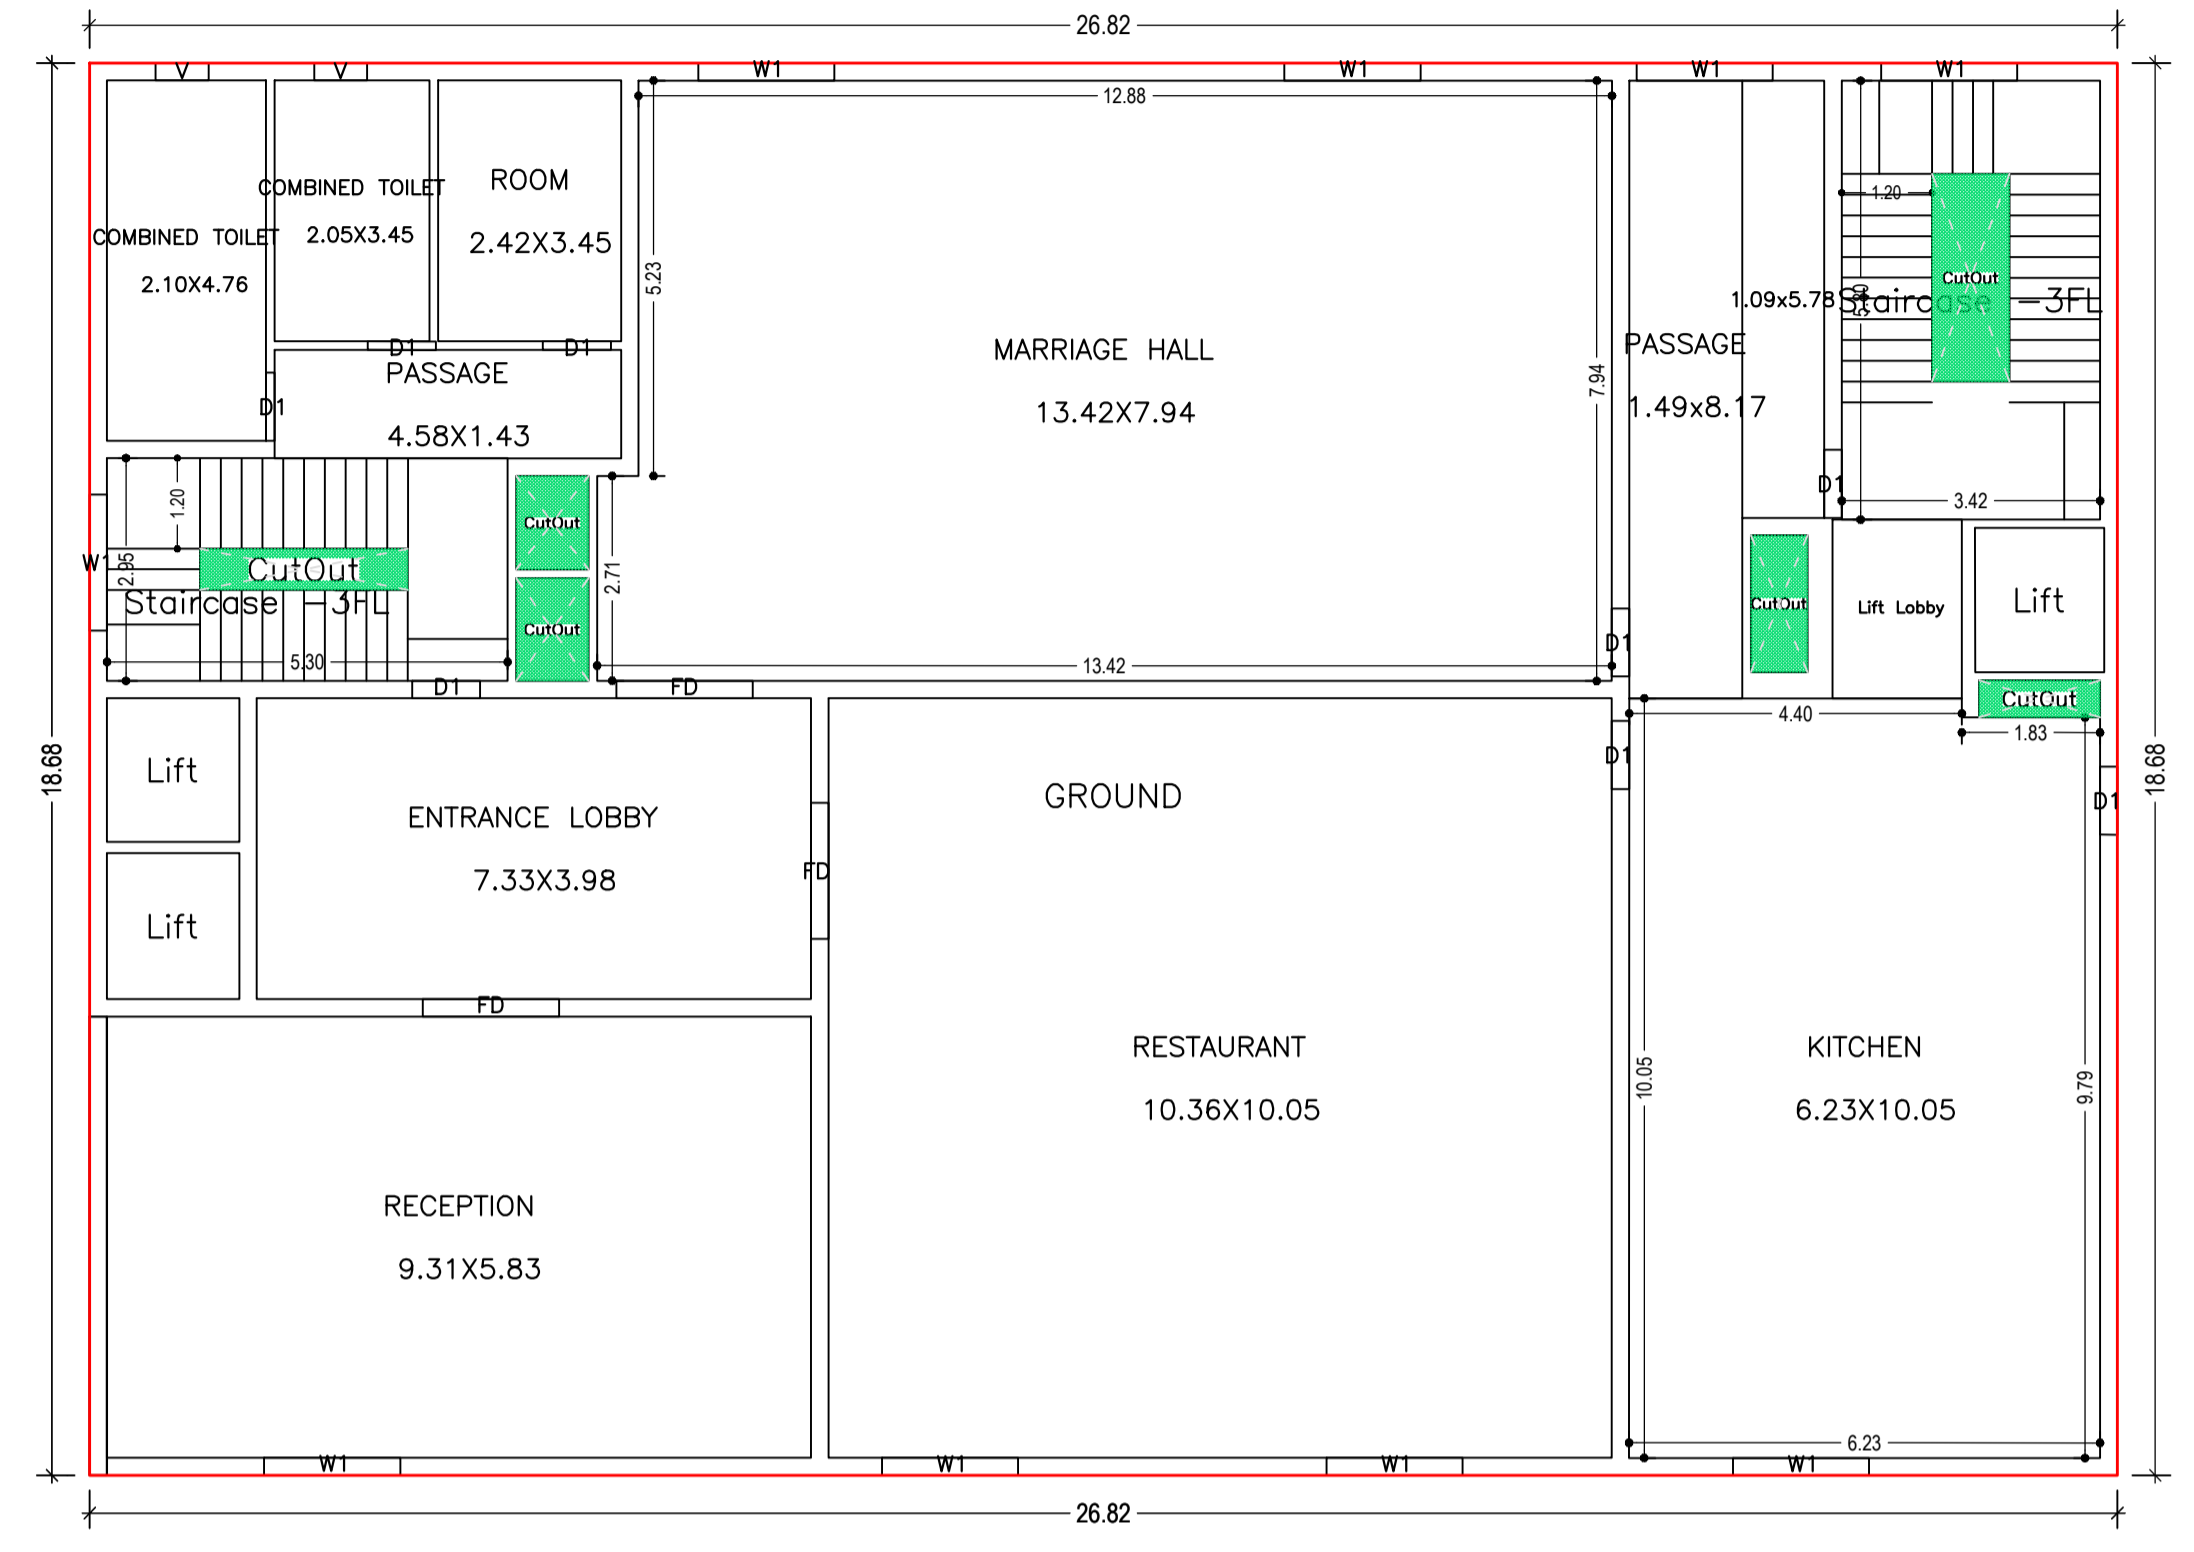 26.82
V
V
W1
W1
W1
W1
12.88
COMBINED TOILET
2.10X4.76
COMBINED TOILET
2.05X3.45
ROOM
2.42X3.45
5.23
MARRIAGE HALL
13.42X7.94
7.94
PASSAGE
1.49x8.17
1.09x5.78
1.20
CutOut
Staircase -3FL
5.80
D1
D1
D1
PASSAGE
4.58X1.43
D1
3.42
1.20
W1
2.95
CutOut
Staircase -3FL
5.30
CutOut
CutOut
2.71
13.42
D1
CutOut
Lift Lobby
Lift
CutOut
D1
FD
4.40
1.83
18.68
Lift
Lift
ENTRANCE LOBBY
7.33X3.98
FD
GROUND
D1
D1
18.68
FD
RECEPTION
9.31X5.83
RESTAURANT
10.36X10.05
10.05
KITCHEN
6.23X10.05
9.79
6.23
W1
W1
W1
W1
26.82